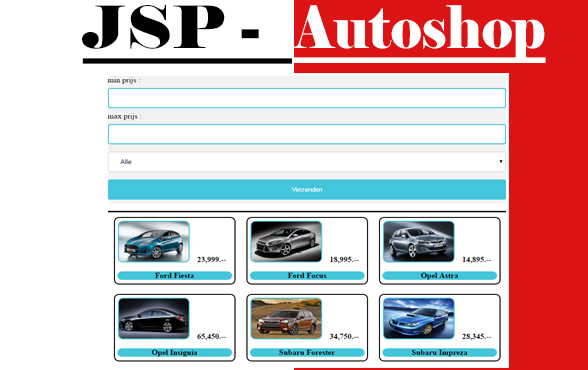 JSP - Autoshop
min prijs :
max prijs :
Alle
Verzenden
23,999.-- 18,995.-- 14,895.--
Ford Fiesta Ford Focus Opel Astra
65,450.-- 34,750.-- 28,345.--
Opel Insignia Subaru Forester Subaru Impreza